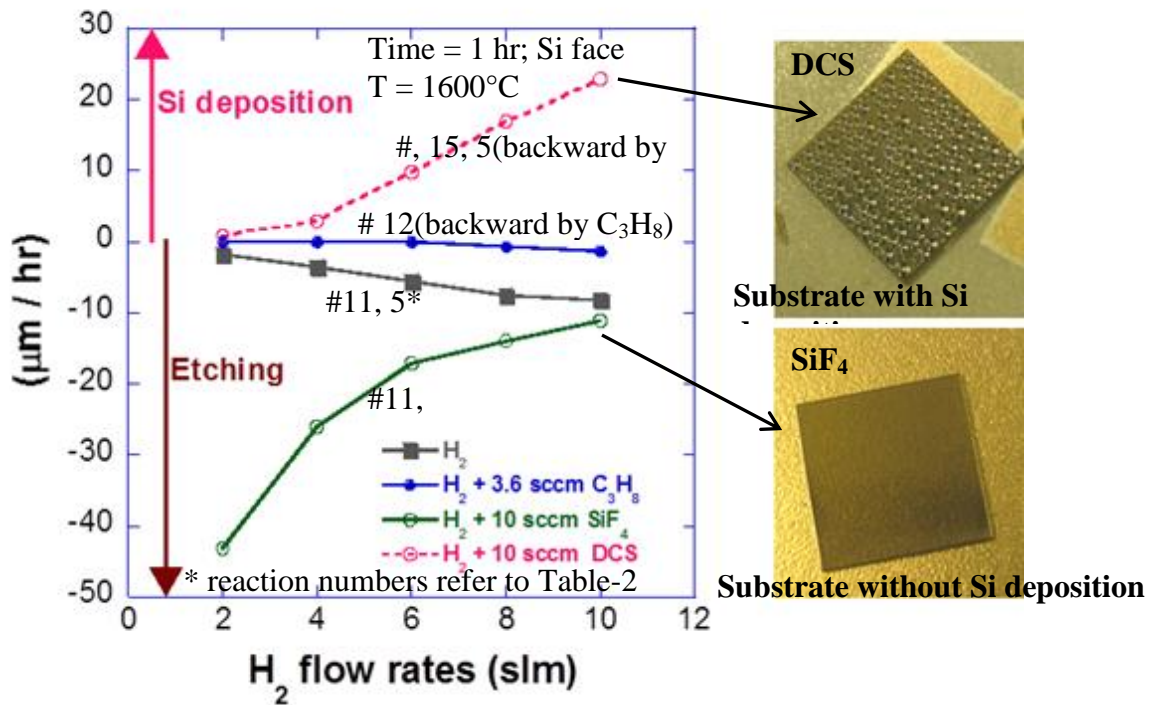 30
20
10
0
-10
-20
-30
-40
-50
(μm / hr)
Si deposition
Etching
Time = 1 hr; Si face
T = 1600°C
#, 15, 5(backward by
# 12(backward by C₃H₈)
#11, 5*
#11,
H₂
H₂ + 3.6 sccm C₃H₈
H₂ + 10 sccm SiF₄
H₂ + 10 sccm DCS
* reaction numbers refer to Table-2
0 2 4 6 8 10 12
H₂ flow rates (slm)
DCS
Substrate with Si
SiF₄
Substrate without Si deposition